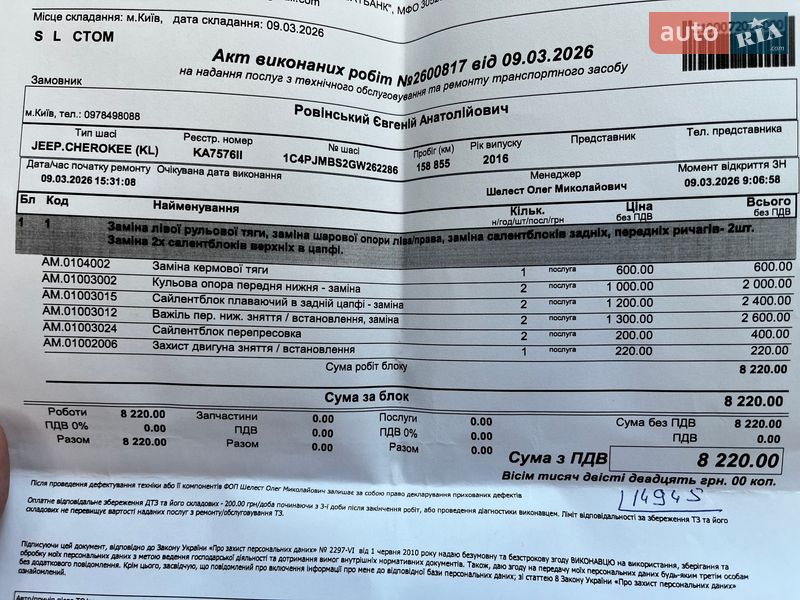 АТБАНК", МФО 3052
Місце складання: м.Київ, дата складання: 09.03.2026
S L СТОМ
auto RIA .com
Акт виконаних робіт №2600817 від 09.03.2026
на надання послуг з технічного обслуговування та ремонту транспортного засобу
Замовник
Ровінський Євгеній Анатолійович
м.Київ, тел.: 0978498088
Тип шасі Реєстр. номер № шасі Пробіг (км) Рік випуску Представник Тел. представника
JEEP.CHEROKEE (KL) KA7576II 1C4PJMBS2GW262286 158 855 2016
Дата/час початку ремонту Очікувана дата виконання Менеджер Момент відкриття ЗН
09.03.2026 15:31:08 Шелест Олег Миколайович 09.03.2026 9:06:58
Бл Код Найменування Кільк. н/год/шт/посл/грн Ціна без ПДВ Всього без ПДВ
1 1 Заміна лівої рульової тяги, заміна шарової опори ліва/права, заміна салентблоків задніх, передніх ричагів- 2шт.
Заміна 2х салентблоків верхніх в цапфі.
АМ.0104002 Заміна кермової тяги 1 послуга 600.00 600.00
АМ.01003002 Кульова опора передня нижня - заміна 2 послуга 1 000.00 2 000.00
АМ.01003015 Сайлентблок плаваючий в задній цапфі - заміна 2 послуга 1 200.00 2 400.00
АМ.01003012 Важіль пер. ниж. зняття / встановлення, заміна 2 послуга 1 300.00 2 600.00
АМ.01003024 Сайлентблок перепресовка 2 послуга 200.00 400.00
АМ.01002006 Захист двигуна зняття / встановлення 1 послуга 220.00 220.00
Сума робіт блоку 8 220.00
Сума за блок 8 220.00
Роботи 8 220.00 Запчастини 0.00 Послуги 0.00 Сума без ПДВ 8 220.00
ПДВ 0% 0.00 ПДВ 0.00 ПДВ 0% 0.00 ПДВ 0.00
Разом 8 220.00 Разом 0.00 Разом 0.00
Сума з ПДВ 8 220.00
Вісім тисяч двісті двадцять грн. 00 коп.
Після проведення дефектування техніки або її компонентів ФОП Шелест Олег Миколайович залишає за собою право декларування прихованих дефектів
Оплатне відповідальне збереження ДТЗ та його складових - 200.00 грн/доба починаючи з 3-ї доби після закінчення робіт, або проведення діагностики виконавцем. Ліміт відповідальності за збереження ТЗ та його
складових не перевищує вартості наданих послуг з ремонту/обслуговування ТЗ.
Підписуючи цей документ, відповідно до Закону України «Про захист персональних даних» № 2297-VI від 1 червня 2010 року надаю безумовну та безстрокову згоду ВИКОНАВЦЮ на використання, зберігання та
обробку моїх персональних даних з метою ведення господарської діяльності та дотримання вимог внутрішніх нормативних документів. Також, даю згоду на передачу моїх персональних даних будь-яким третім особам
без додаткового повідомлення. Крім цього, засвідчую, що повідомлений про включення інформації про мене до відповідної бази персональних даних; зі статтею 8 Закону України «Про захист персональних даних»
ознайомлений.